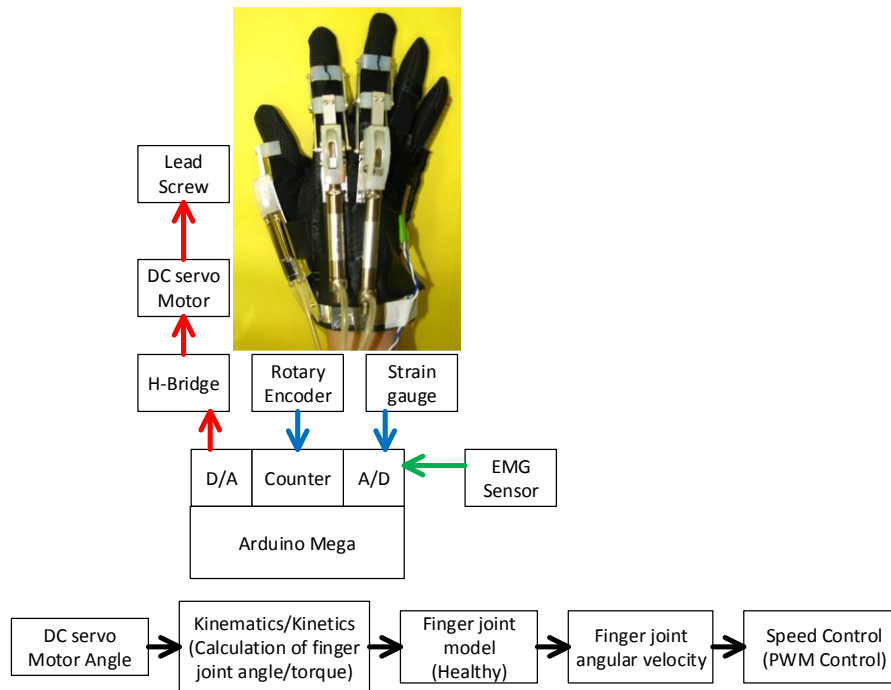 Lead
Screw
DC servo
Motor
H-Bridge
Rotary
Encoder
Strain
gauge
D/A
Counter
A/D
EMG
Sensor
Arduino Mega
DC servo
Motor Angle
Kinematics/Kinetics
(Calculation of finger
joint angle/torque)
Finger joint
model
(Healthy)
Finger joint
angular velocity
Speed Control
(PWM Control)